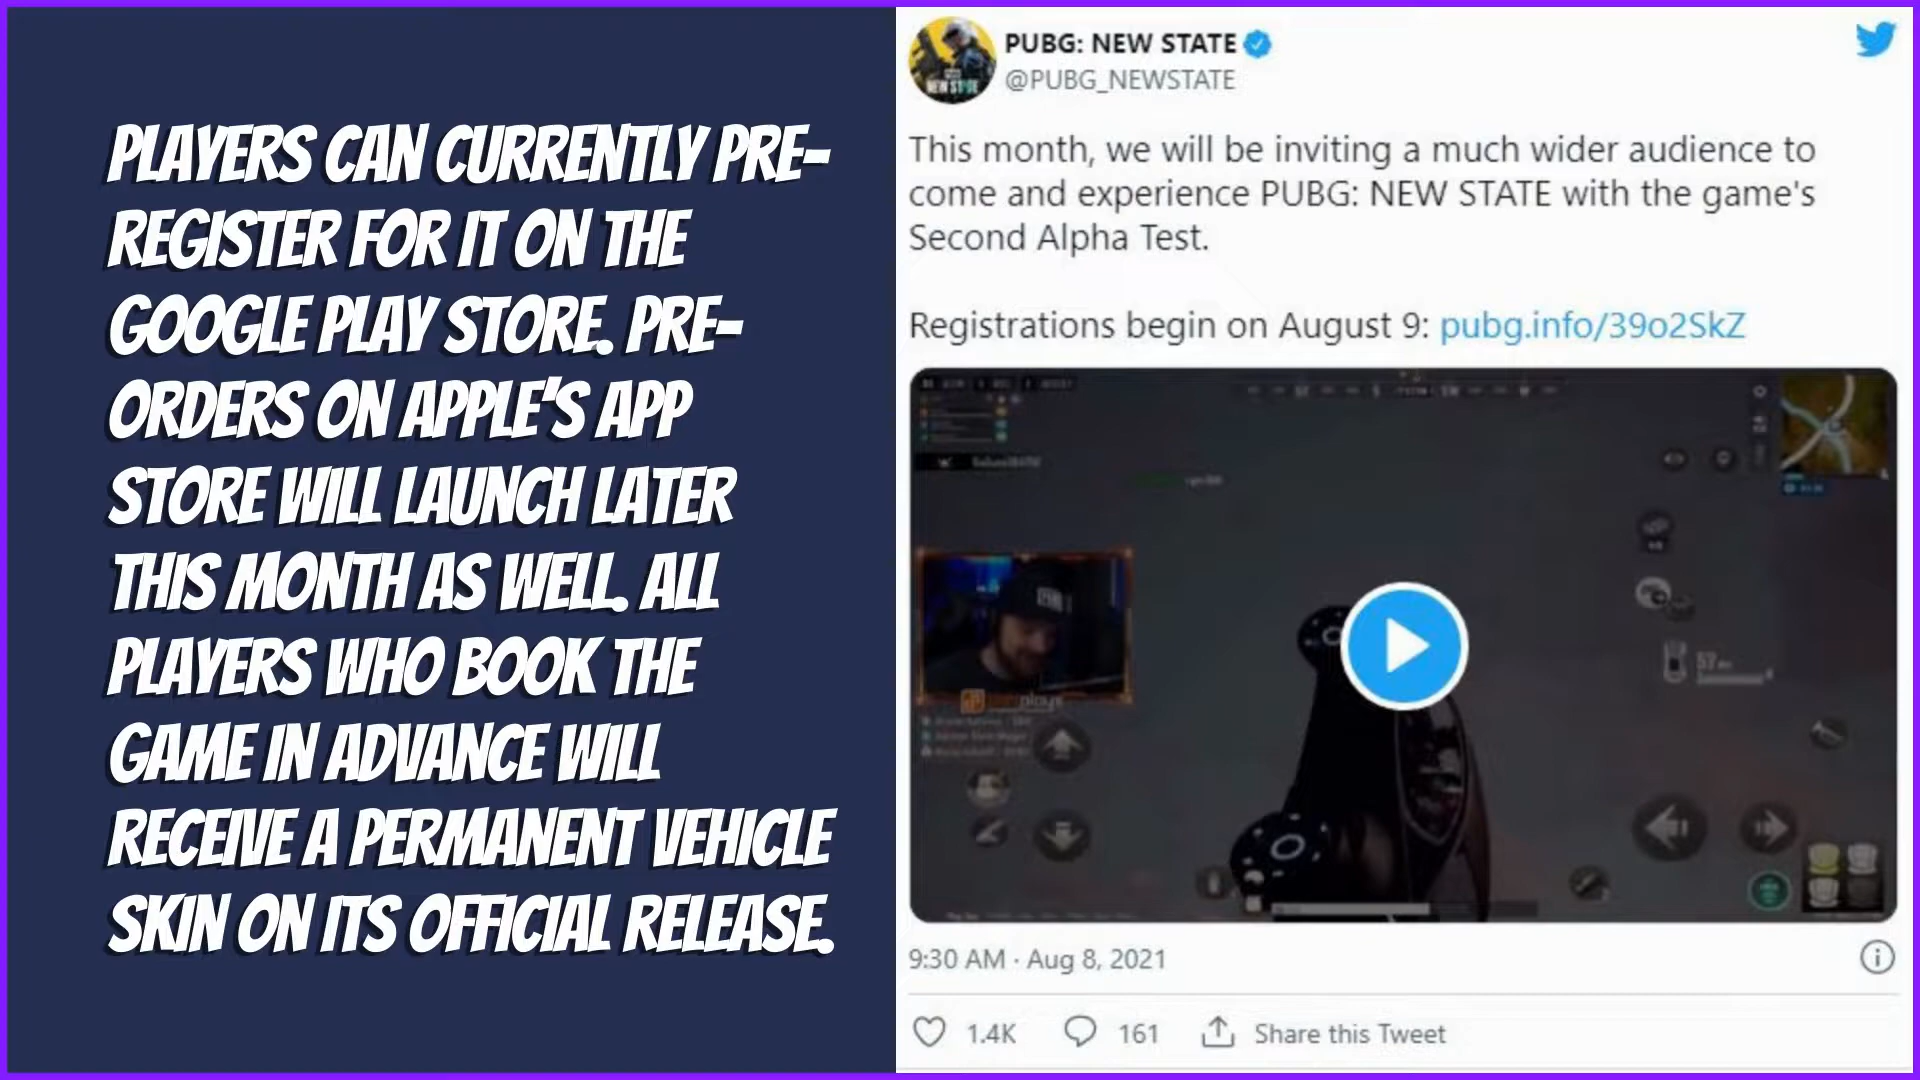 PLAYERS CAN CURRENTLY PRE-
REGISTER FOR IT ON THE
GOOGLE PLAY STORE. PRE-
ORDERS ON APPLE'S APP
STORE WILL LAUNCH LATER
THIS MONTH AS WELL. ALL
PLAYERS WHO BOOK THE
GAME IN ADVANCE WILL
RECEIVE A PERMANENT VEHICLE
SKIN ON ITS OFFICIAL RELEASE.
PUBG: NEW STATE
@PUBG_NEWSTATE
NEW STATE
This month, we will be inviting a much wider audience to
come and experience PUBG: NEW STATE with the game's
Second Alpha Test.
Registrations begin on August 9: pubg.info/39o2SkZ
plays
57
9:30 AM · Aug 8, 2021
1.4K
161
Share this Tweet